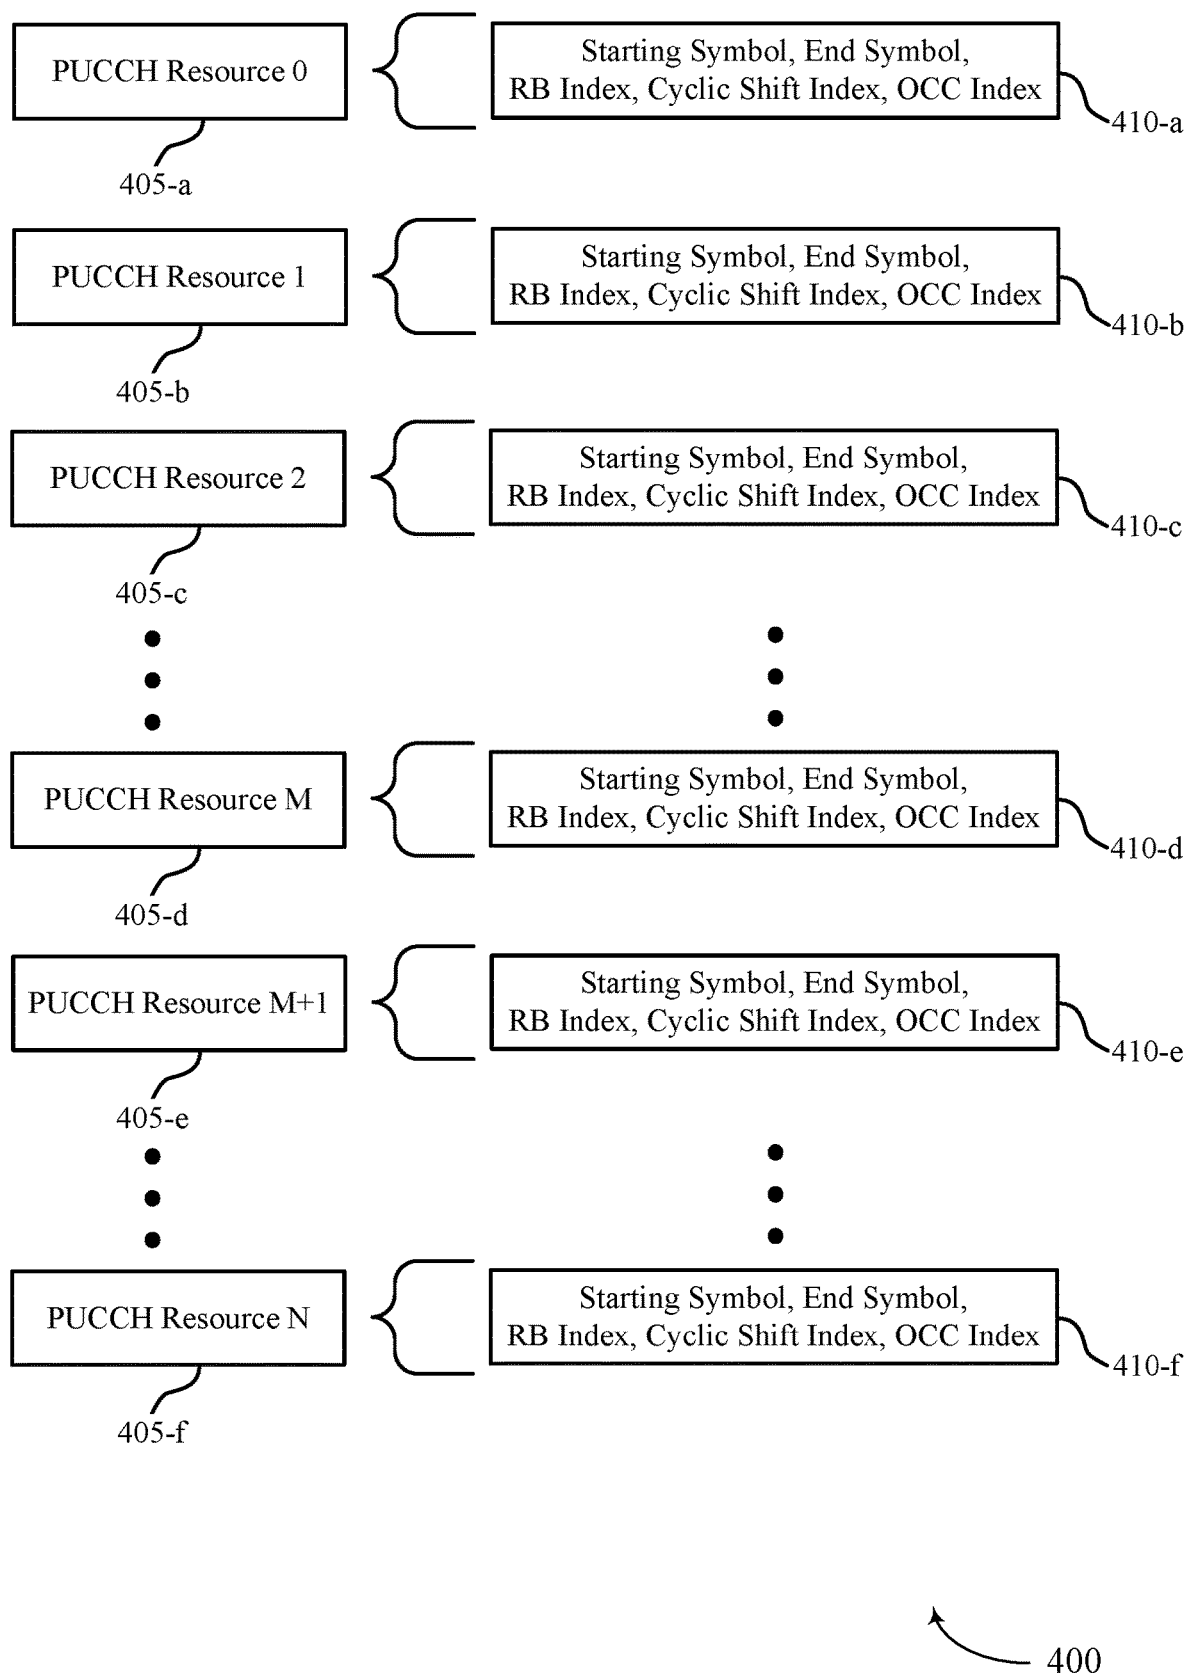 PUCCH Resource 0
Starting Symbol, End Symbol,
RB Index, Cyclic Shift Index, OCC Index
410-a
405-a
PUCCH Resource 1
Starting Symbol, End Symbol,
RB Index, Cyclic Shift Index, OCC Index
410-b
405-b
PUCCH Resource 2
Starting Symbol, End Symbol,
RB Index, Cyclic Shift Index, OCC Index
410-c
405-c
PUCCH Resource M
Starting Symbol, End Symbol,
RB Index, Cyclic Shift Index, OCC Index
410-d
405-d
PUCCH Resource M+1
Starting Symbol, End Symbol,
RB Index, Cyclic Shift Index, OCC Index
410-e
405-e
PUCCH Resource N
Starting Symbol, End Symbol,
RB Index, Cyclic Shift Index, OCC Index
410-f
405-f
400